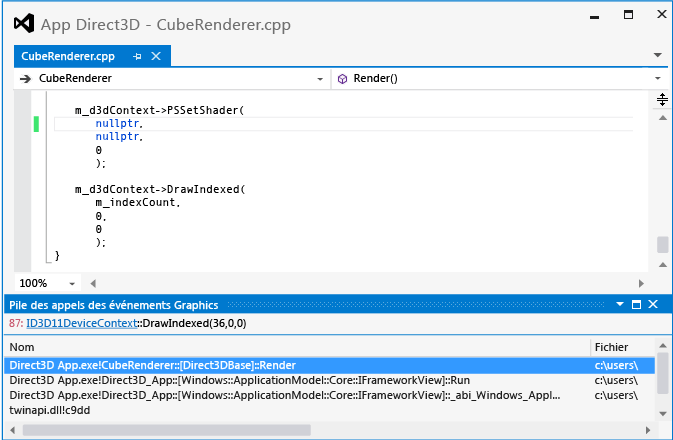 App Direct3D - CubeRenderer.cpp
CubeRenderer.cpp
CubeRenderer
Render()
m_d3dContext->PSSetShader(
nullptr,
nullptr,
0
);
m_d3dContext->DrawIndexed(
m_indexCount,
0,
0
);
}
100%
Pile des appels des événements Graphics
87: ID3D11DeviceContext::DrawIndexed(36,0,0)
Nom Fichier
Direct3D App.exe!CubeRenderer::[Direct3DBase]::Render c:\users\
Direct3D App.exe!Direct3D_App::[Windows::ApplicationModel::Core::IFrameworkView]::Run c:\users\
Direct3D App.exe!Direct3D_App::[Windows::ApplicationModel::Core::IFrameworkView]::_abi_Windows_Appl... c:\users\
twinapi.dll!c9dd